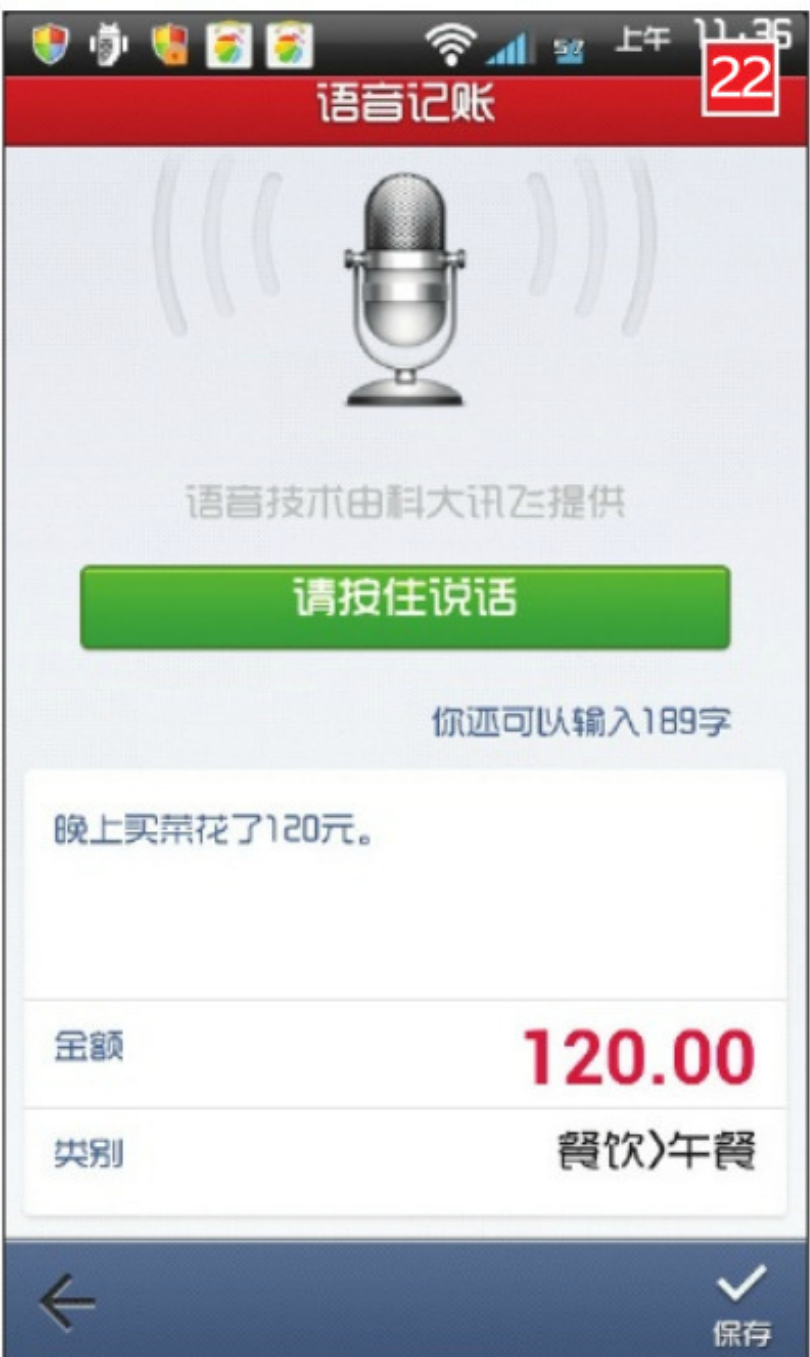 57 上午 11:36
22
语音记账
语音技术由科大讯飞提供
请按住说话
你还可以输入189字
晚上买菜花了120元。
金额 120.00
类别 餐饮>午餐
保存